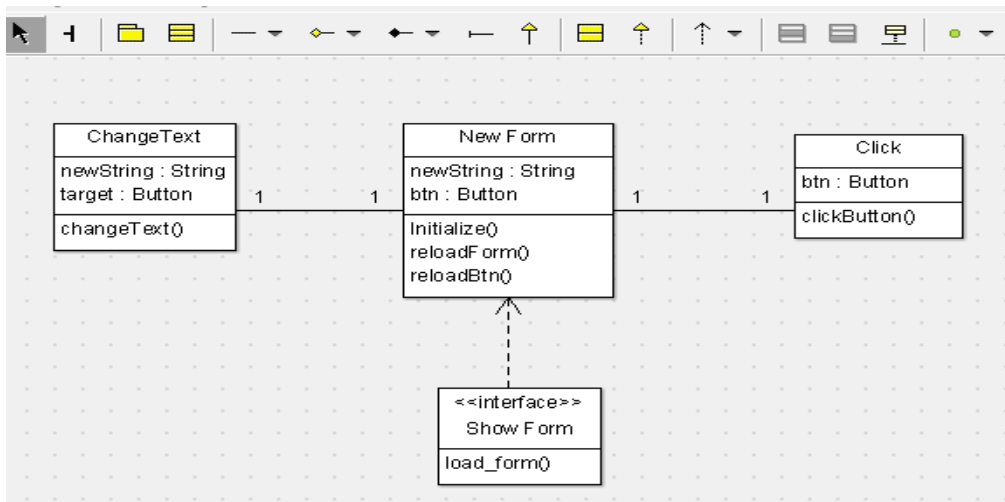 ChangeText
newString : String
target : Button
changeText()
1
1
New Form
newString : String
btn : Button
Initialize()
reloadForm()
reloadBtn()
1
1
Click
btn : Button
clickButton()
<<interface>>
Show Form
load_form()